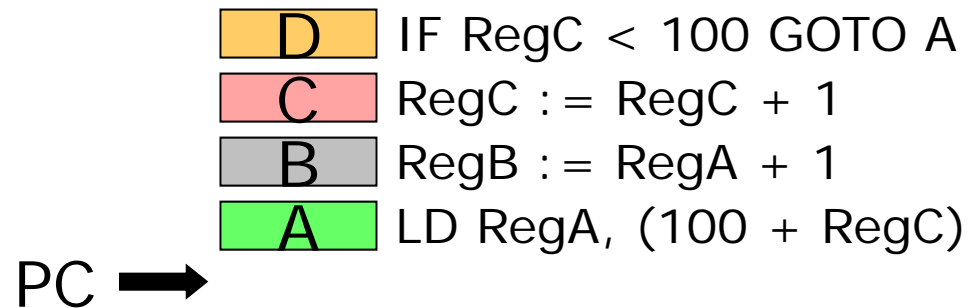 D IF RegC < 100 GOTO A
C RegC := RegC + 1
B RegB := RegA + 1
A LD RegA, (100 + RegC)
PC